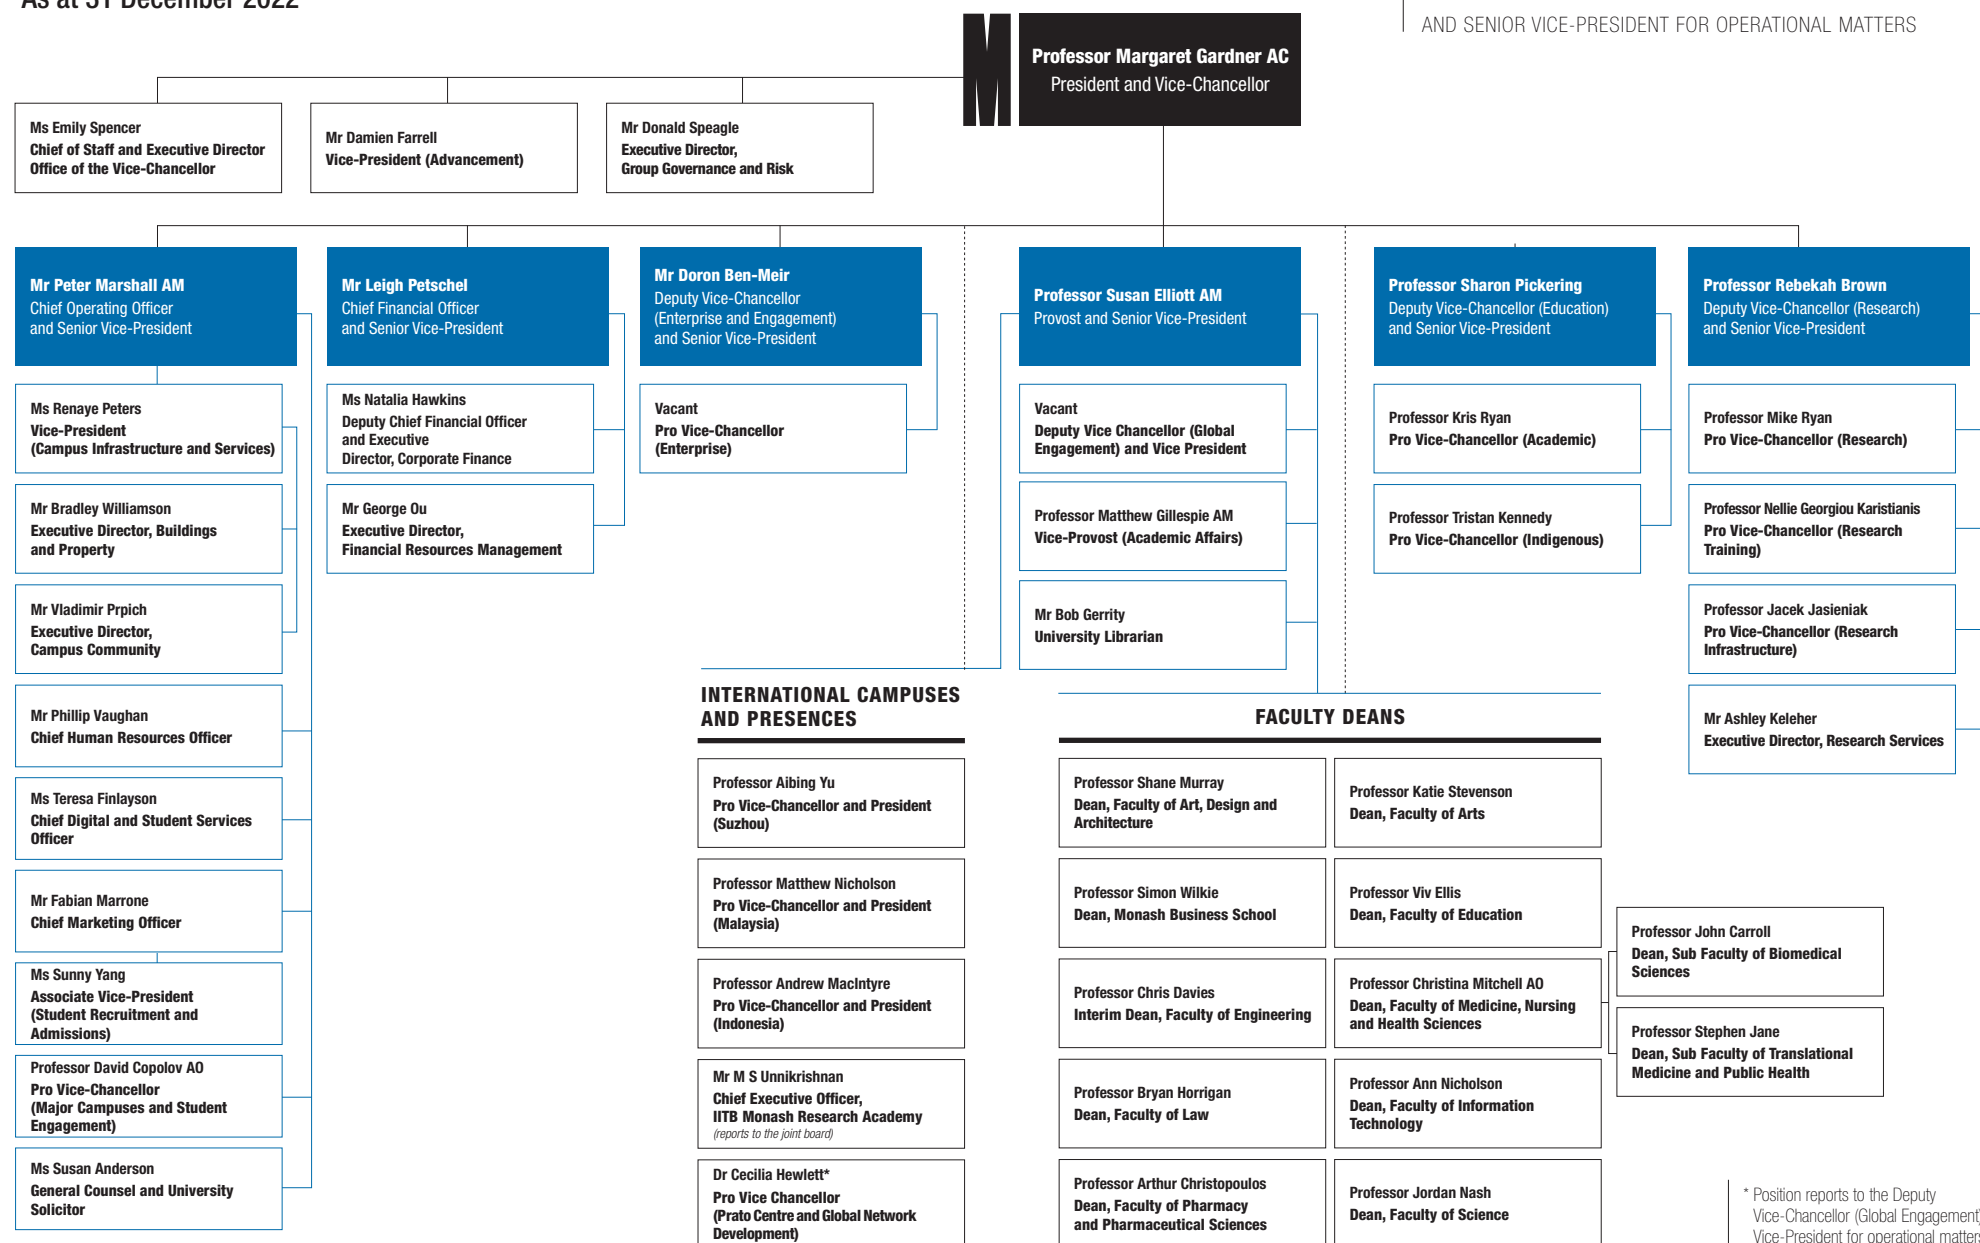 As at 31 December 2022
AND SENIOR VICE-PRESIDENT FOR OPERATIONAL MATTERS
M
Professor Margaret Gardner AC
President and Vice-Chancellor
Ms Emily Spencer
Chief of Staff and Executive Director
Office of the Vice-Chancellor
Mr Damien Farrell
Vice-President (Advancement)
Mr Donald Speagle
Executive Director,
Group Governance and Risk
Mr Peter Marshall AM
Chief Operating Officer
and Senior Vice-President
Mr Leigh Petschel
Chief Financial Officer
and Senior Vice-President
Mr Doron Ben-Meir
Deputy Vice-Chancellor
(Enterprise and Engagement)
and Senior Vice-President
Professor Susan Elliott AM
Provost and Senior Vice-President
Professor Sharon Pickering
Deputy Vice-Chancellor (Education)
and Senior Vice-President
Professor Rebekah Brown
Deputy Vice-Chancellor (Research)
and Senior Vice-President
Ms Renaye Peters
Vice-President
(Campus Infrastructure and Services)
Mr Bradley Williamson
Executive Director, Buildings
and Property
Mr Vladimir Prpich
Executive Director,
Campus Community
Mr Phillip Vaughan
Chief Human Resources Officer
Ms Teresa Finlayson
Chief Digital and Student Services
Officer
Mr Fabian Marrone
Chief Marketing Officer
Ms Sunny Yang
Associate Vice-President
(Student Recruitment and
Admissions)
Professor David Copolov AO
Pro Vice-Chancellor
(Major Campuses and Student
Engagement)
Ms Susan Anderson
General Counsel and University
Solicitor
Ms Natalia Hawkins
Deputy Chief Financial Officer
and Executive
Director, Corporate Finance
Mr George Ou
Executive Director,
Financial Resources Management
Vacant
Pro Vice-Chancellor
(Enterprise)
Vacant
Deputy Vice Chancellor (Global
Engagement) and Vice President
Professor Matthew Gillespie AM
Vice-Provost (Academic Affairs)
Mr Bob Gerrity
University Librarian
Professor Kris Ryan
Pro Vice-Chancellor (Academic)
Professor Tristan Kennedy
Pro Vice-Chancellor (Indigenous)
Professor Mike Ryan
Pro Vice-Chancellor (Research)
Professor Nellie Georgiou Karistianis
Pro Vice-Chancellor (Research
Training)
Professor Jacek Jasieniak
Pro Vice-Chancellor (Research
Infrastructure)
Mr Ashley Keleher
Executive Director, Research Services
INTERNATIONAL CAMPUSES
AND PRESENCES
Professor Aibing Yu
Pro Vice-Chancellor and President
(Suzhou)
Professor Matthew Nicholson
Pro Vice-Chancellor and President
(Malaysia)
Professor Andrew MacIntyre
Pro Vice-Chancellor and President
(Indonesia)
Mr M S Unnikrishnan
Chief Executive Officer,
IITB Monash Research Academy
(reports to the joint board)
Dr Cecilia Hewlett*
Pro Vice Chancellor
(Prato Centre and Global Network
Development)
FACULTY DEANS
Professor Shane Murray
Dean, Faculty of Art, Design and
Architecture
Professor Katie Stevenson
Dean, Faculty of Arts
Professor Simon Wilkie
Dean, Monash Business School
Professor Viv Ellis
Dean, Faculty of Education
Professor Chris Davies
Interim Dean, Faculty of Engineering
Professor Christina Mitchell AO
Dean, Faculty of Medicine, Nursing
and Health Sciences
Professor John Carroll
Dean, Sub Faculty of Biomedical
Sciences
Professor Stephen Jane
Dean, Sub Faculty of Translational
Medicine and Public Health
Professor Bryan Horrigan
Dean, Faculty of Law
Professor Ann Nicholson
Dean, Faculty of Information
Technology
Professor Arthur Christopoulos
Dean, Faculty of Pharmacy
and Pharmaceutical Sciences
Professor Jordan Nash
Dean, Faculty of Science
* Position reports to the Deputy
Vice-Chancellor (Global Engagement)
Vice-President for operational matters